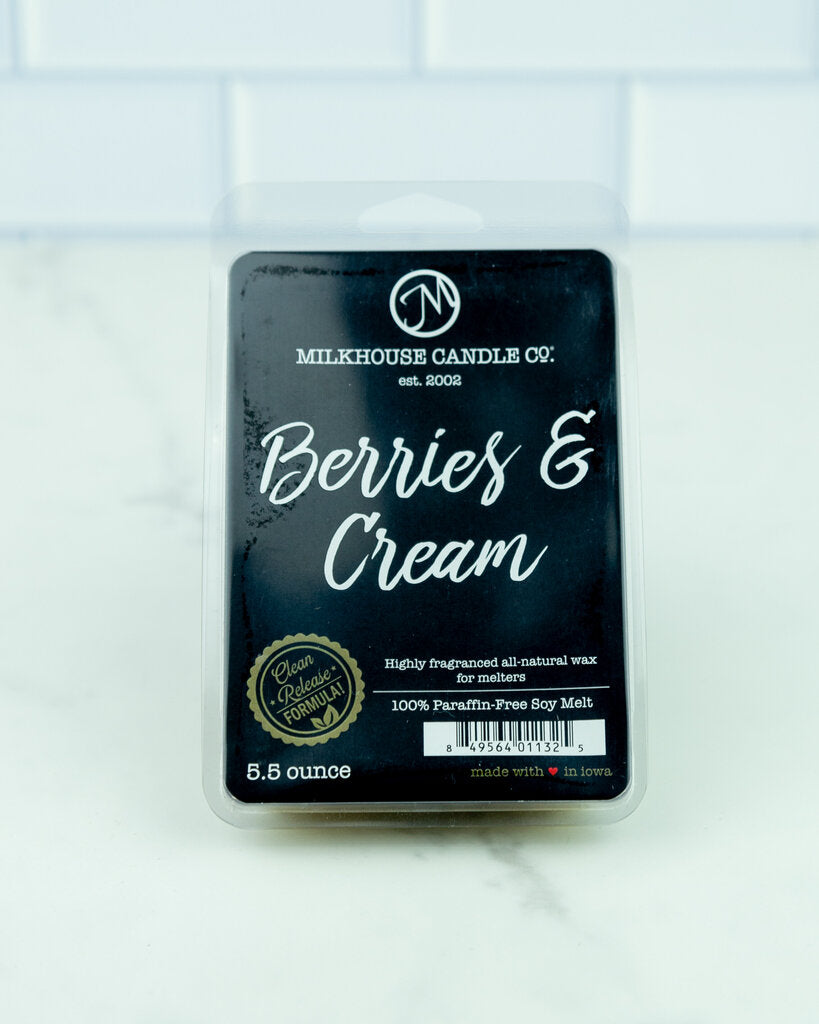 JM
MILKHOUSE CANDLE CO.®
est. 2002
Berries &
Cream
Clean
Release
FORMULA!
Highly fragranced all-natural wax
for melters
100% Paraffin-Free Soy Melt
8 49564 01132 5
5.5 ounce
made with ♥ in iowa